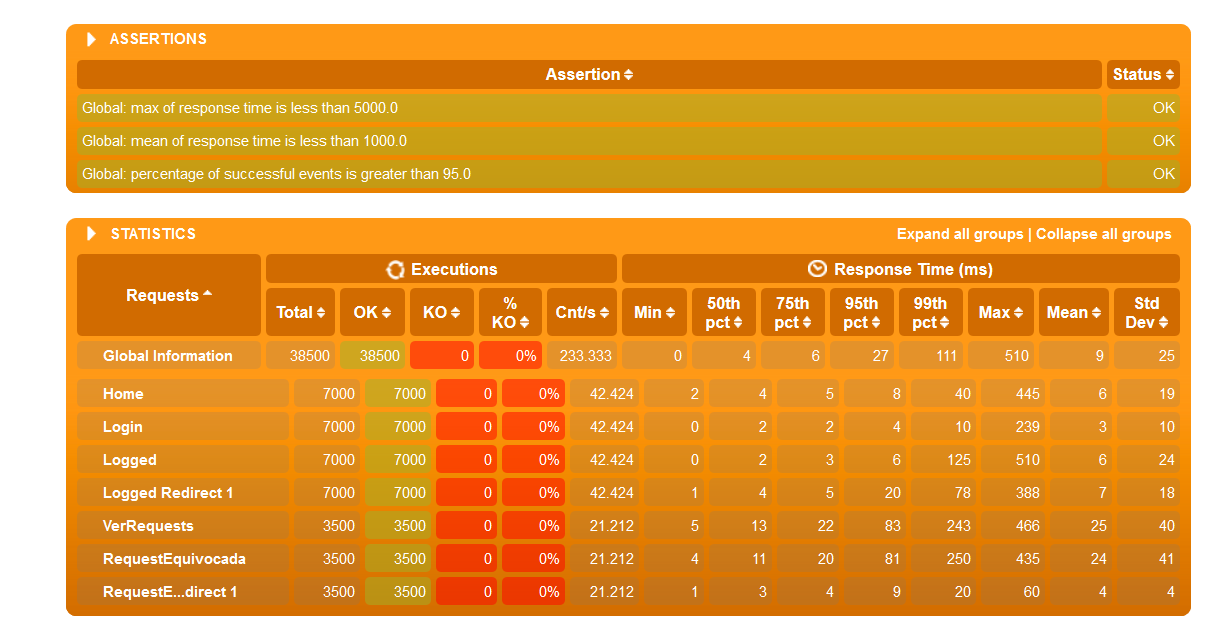 ASSERTIONS
Assertion Status
Global: max of response time is less than 5000.0 OK
Global: mean of response time is less than 1000.0 OK
Global: percentage of successful events is greater than 95.0 OK
STATISTICS Expand all groups | Collapse all groups
Requests Executions Response Time (ms)
Total OK KO % KO Cnt/s Min 50th pct 75th pct 95th pct 99th pct Max Mean Std Dev
Global Information 38500 38500 0 0% 233.333 0 4 6 27 111 510 9 25
Home 7000 7000 0 0% 42.424 2 4 5 8 40 445 6 19
Login 7000 7000 0 0% 42.424 0 2 2 4 10 239 3 10
Logged 7000 7000 0 0% 42.424 0 2 3 6 125 510 6 24
Logged Redirect 1 7000 7000 0 0% 42.424 1 4 5 20 78 388 7 18
VerRequests 3500 3500 0 0% 21.212 5 13 22 83 243 466 25 40
RequestEquivocada 3500 3500 0 0% 21.212 4 11 20 81 250 435 24 41
RequestE...direct 1 3500 3500 0 0% 21.212 1 3 4 9 20 60 4 4